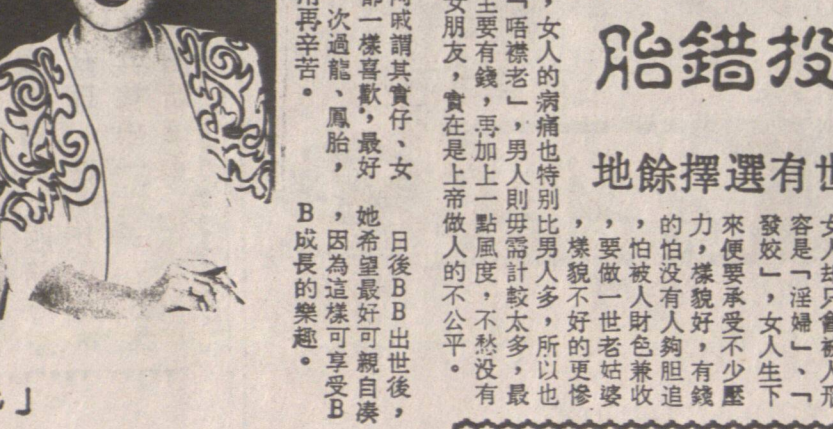 投錯胎
世有選擇餘地
女人却只會被人形
容是「淫婦」、「
發姣」，女人生下
來便要承受不少壓
力，樣貌好，有錢
的怕没有人夠胆追
，怕被人財色兼收
，要做一世老姑婆
，樣貌不好的更慘
，女人的病痛也特别比男人多，所以也
「唔襟老」，男人則毋需計較太多，最
主要有錢，再加上一點風度，不愁没有
女朋友，實在是上帝做人的不公平。
戚謂其實仔、女
都一樣喜歡，最好
次過龍、鳳胎，
用再辛苦。
日後BB出世後，
她希望最好可親自凑
，因為這樣可享受B
B成長的樂趣。
」